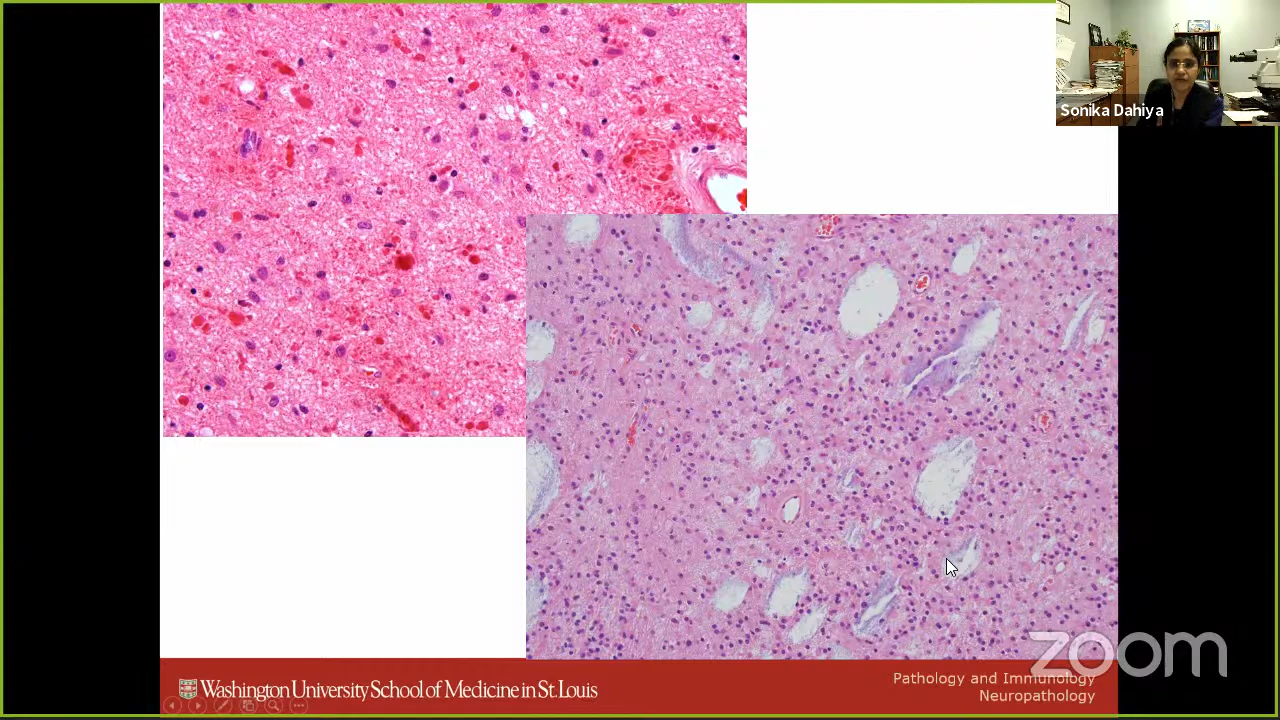 Sonika Dahiya
zoom
Washington University School of Medicine in St. Louis
Pathology and Immunology
Neuropathology